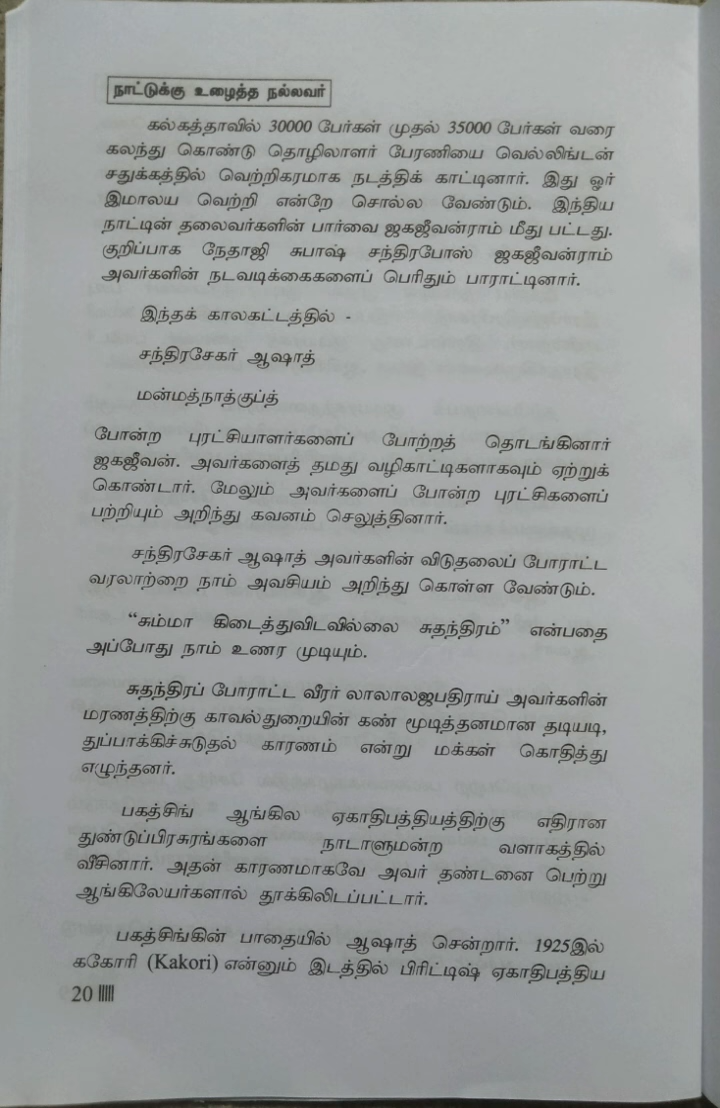 நாட்டுக்கு உழைத்த நல்லவர்
கல்கத்தாவில் 30000 பேர்கள் முதல் 35000 பேர்கள் வரை
கலந்து கொண்டு தொழிலாளர் பேரணியை வெல்லிங்டன்
சதுக்கத்தில் வெற்றிகரமாக நடத்திக் காட்டினார். இது ஓர்
இமாலய வெற்றி என்றே சொல்ல வேண்டும். இந்திய
நாட்டின் தலைவர்களின் பார்வை ஜகஜீவன்ராம் மீது பட்டது.
குறிப்பாக நேதாஜி சுபாஷ் சந்திரபோஸ் ஜகஜீவன்ராம்
அவர்களின் நடவடிக்கைகளைப் பெரிதும் பாராட்டினார்.
இந்தக் காலகட்டத்தில் -
சந்திரசேகர் ஆஷாத்
மன்மத்நாத்குப்த்
போன்ற புரட்சியாளர்களைப் போற்றத் தொடங்கினார்
ஜகஜீவன். அவர்களைத் தமது வழிகாட்டிகளாகவும் ஏற்றுக்
கொண்டார். மேலும் அவர்களைப் போன்ற புரட்சிகளைப்
பற்றியும் அறிந்து கவனம் செலுத்தினார்.
சந்திரசேகர் ஆஷாத் அவர்களின் விடுதலைப் போராட்ட
வரலாற்றை நாம் அவசியம் அறிந்து கொள்ள வேண்டும்.
“சும்மா கிடைத்துவிடவில்லை சுதந்திரம்” என்பதை
அப்போது நாம் உணர முடியும்.
சுதந்திரப் போராட்ட வீரர் லாலாலஜபதிராய் அவர்களின்
மரணத்திற்கு காவல்துறையின் கண் மூடித்தனமான தடியடி,
துப்பாக்கிச்சுடுதல் காரணம் என்று மக்கள் கொதித்து
எழுந்தனர்.
பகத்சிங் ஆங்கில ஏகாதிபத்தியத்திற்கு எதிரான
துண்டுப்பிரசுரங்களை நாடாளுமன்ற வளாகத்தில்
வீசினார். அதன் காரணமாகவே அவர் தண்டனை பெற்று
ஆங்கிலேயர்களால் தூக்கிலிடப்பட்டார்.
பகத்சிங்கின் பாதையில் ஆஷாத் சென்றார். 1925இல்
ககோரி (Kakori) என்னும் இடத்தில் பிரிட்டிஷ் ஏகாதிபத்திய
20